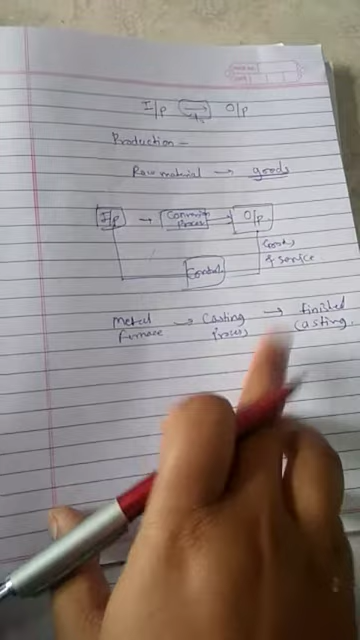 I/p → O/p
Production -
Raw material → goods
I/p → Conversion Process → O/p
Goods
& service
Control
Metal → Casting → finished
furnace Process Casting.